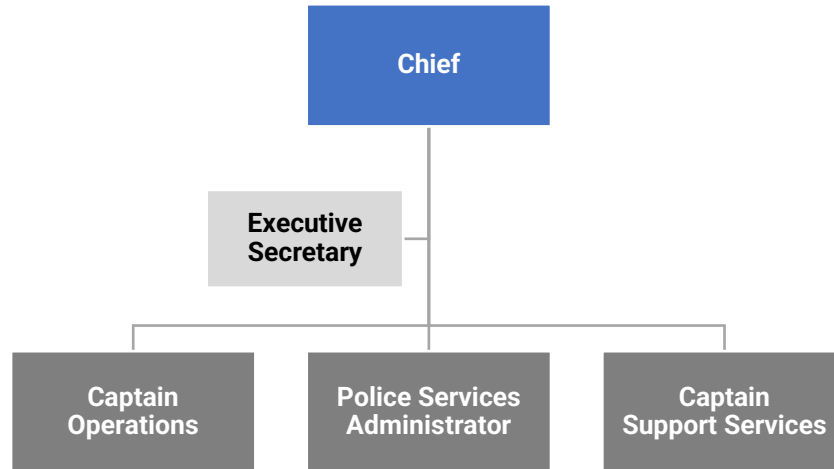 Chief
Executive
Secretary
Captain
Operations
Police Services
Administrator
Captain
Support Services